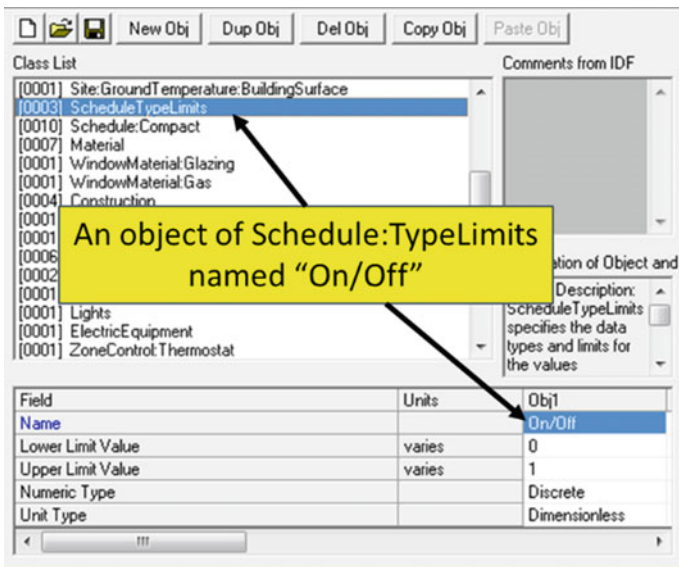 New Obj Dup Obj Del Obj Copy Obj Paste Obj
Class List Comments from IDF
[0001] Site:GroundTemperature:BuildingSurface
[0003] ScheduleTypeLimits
[0010] Schedule:Compact
[0007] Material
[0001] WindowMaterial:Glazing
[0001] WindowMaterial:Gas
[0004] Construction
[0001
[0001
[0006
[0002
[0001
[0001] Lights
[0001] ElectricEquipment
[0001] ZoneControl:Thermostat
An object of Schedule:TypeLimits
named “On/Off”
ation of Object and
Description:
ScheduleTypeLimits
specifies the data
types and limits for
the values
Field Units Obj1
Name On/Off
Lower Limit Value varies 0
Upper Limit Value varies 1
Numeric Type Discrete
Unit Type Dimensionless